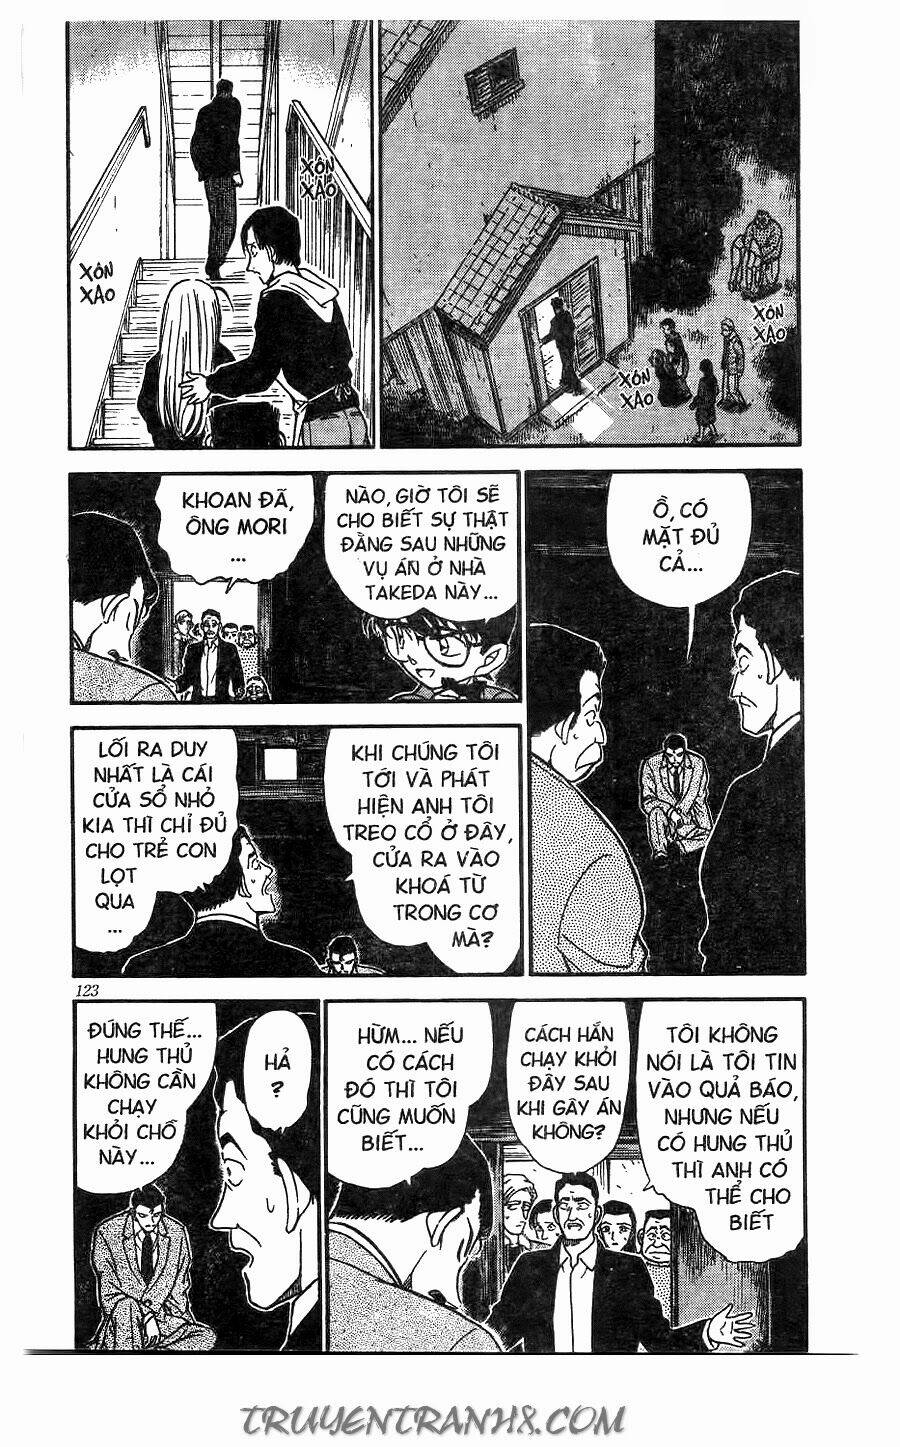 XÔN
XAO
XÔN
XAO
XÔN
XAO
XÔN
XAO
KHOAN ĐÃ,
ÔNG MORI
...
NÀO, GIỜ TÔI SẼ
CHO BIẾT SỰ THẬT
ĐẰNG SAU NHỮNG
VỤ ÁN Ở NHÀ
TAKEDA NÀY...
Ồ, CÓ
MẶT ĐỦ
CẢ...
LỐI RA DUY
NHẤT LÀ CÁI
CỬA SỔ NHỎ
KIA THÌ CHỈ ĐỦ
CHO TRẺ CON
LỌT
QUA
...
KHI CHÚNG TÔI
TỚI VÀ PHÁT
HIỆN ANH TÔI
TREO CỔ Ở ĐÂY,
CỬA RA VÀO
KHOÁ TỪ
TRONG CƠ
MÀ?
123
ĐÚNG THẾ...
HUNG THỦ
KHÔNG CẦN
CHẠY
KHỎI CHỖ
NÀY...
HẢ
?
HỪM... NẾU
CÓ CÁCH
ĐÓ THÌ TÔI
CŨNG MUỐN
BIẾT...
CÁCH HẮN
CHẠY KHỎI
ĐÂY SAU
KHI GÂY ÁN
KHÔNG?
TÔI KHÔNG
NÓI LÀ TÔI TIN
VÀO QUẢ BÁO,
NHƯNG NẾU
CÓ HUNG THỦ
THÌ ANH CÓ
THỂ CHO
BIẾT
TRUYENTRANH8.COM